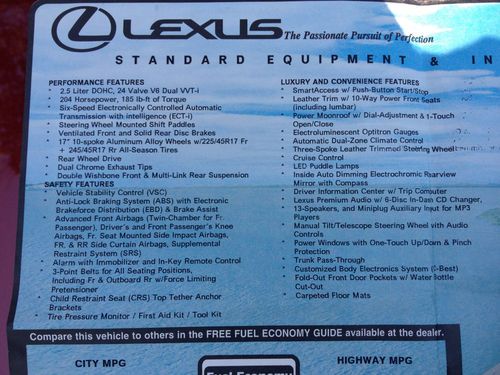 LEXUS The Passionate Pursuit of Perfection
STANDARD EQUIPMENT & IN
PERFORMANCE FEATURES
* 2.5 Liter DOHC, 24 Valve V6 Dual VVT-i
* 204 Horsepower, 185 lb-ft of Torque
* Six-Speed Electronically Controlled Automatic
Transmission with intelligence (ECT-i)
* Steering Wheel Mounted Shift Paddles
* Ventilated Front and Solid Rear Disc Brakes
* 17" 10-spoke Aluminum Alloy Wheels w/225/45R17 Fr
+ 245/45R17 Rr All-Season Tires
* Rear Wheel Drive
* Dual Chrome Exhaust Tips
* Double Wishbone Front & Multi-Link Rear Suspension
SAFETY FEATURES
* Vehicle Stability Control (VSC)
* Anti-Lock Braking System (ABS) with Electronic
Brakeforce Distribution (EBD) & Brake Assist
* Advanced Front Airbags (Twin-Chamber for Fr.
Passenger), Driver's and Front Passenger's Knee
Airbags, Fr. Seat Mounted Side Impact Airbags,
FR. & RR Side Curtain Airbags, Supplemental
Restraint System (SRS)
* Alarm with Immobilizer and In-Key Remote Control
* 3-Point Belts for All Seating Positions,
Including Fr & Outboard Rr w/Force Limiting
Pretensioner
* Child Restraint Seat (CRS) Top Tether Anchor
Brackets
* Tire Pressure Monitor / First Aid Kit / Tool Kit
LUXURY AND CONVENIENCE FEATURES
* SmartAccess w/ Push-Button Start/Stop
* Leather Trim w/ 10-Way Power Front Seats
(including lumbar)
* Power Moonroof w/ Dial-Adjustment & 1-Touch
Open/Close
* Electroluminescent Optitron Gauges
* Automatic Dual-Zone Climate Control
* Three-Spoke Leather Trimmed Steering Wheel
* Cruise Control
* LED Puddle Lamps
* Inside Auto Dimming Electrochromic Rearview
Mirror with Compass
* Driver Information Center w/ Trip Computer
* Lexus Premium Audio w/ 6-Disc In-Dash CD Changer,
13-Speakers, and Miniplug Auxiliary Input for MP3
Players
* Manual Tilt/Telescope Steering Wheel with Audio
Controls
* Power Windows with One-Touch Up/Down & Pinch
Protection
* Trunk Pass-Through
* Customized Body Electronics System (C-Best)
* Fold-Out Front Door Pockets w/ Water Bottle
Cut-Out
* Carpeted Floor Mats
Compare this vehicle to others in the FREE FUEL ECONOMY GUIDE available at the dealer.
CITY MPG
Fuel Economy
HIGHWAY MPG